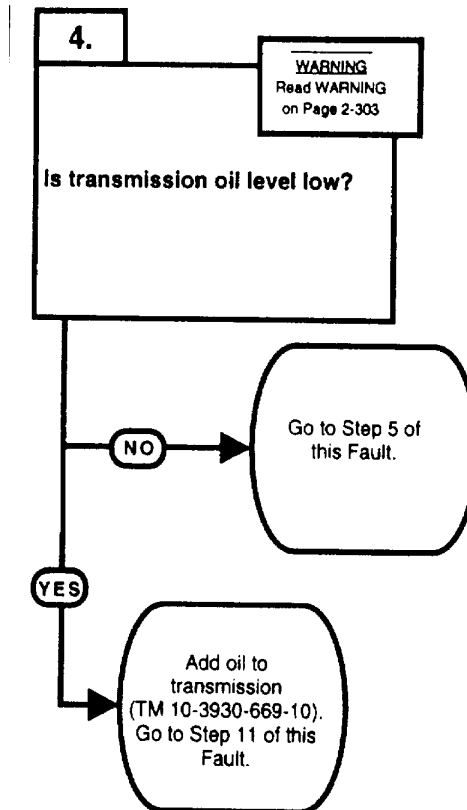 4.
WARNING
Read WARNING
on Page 2-303
Is transmission oil level low?
NO
Go to Step 5 of
this Fault.
YES
Add oil to
transmission
(TM 10-3930-669-10).
Go to Step 11 of this
Fault.